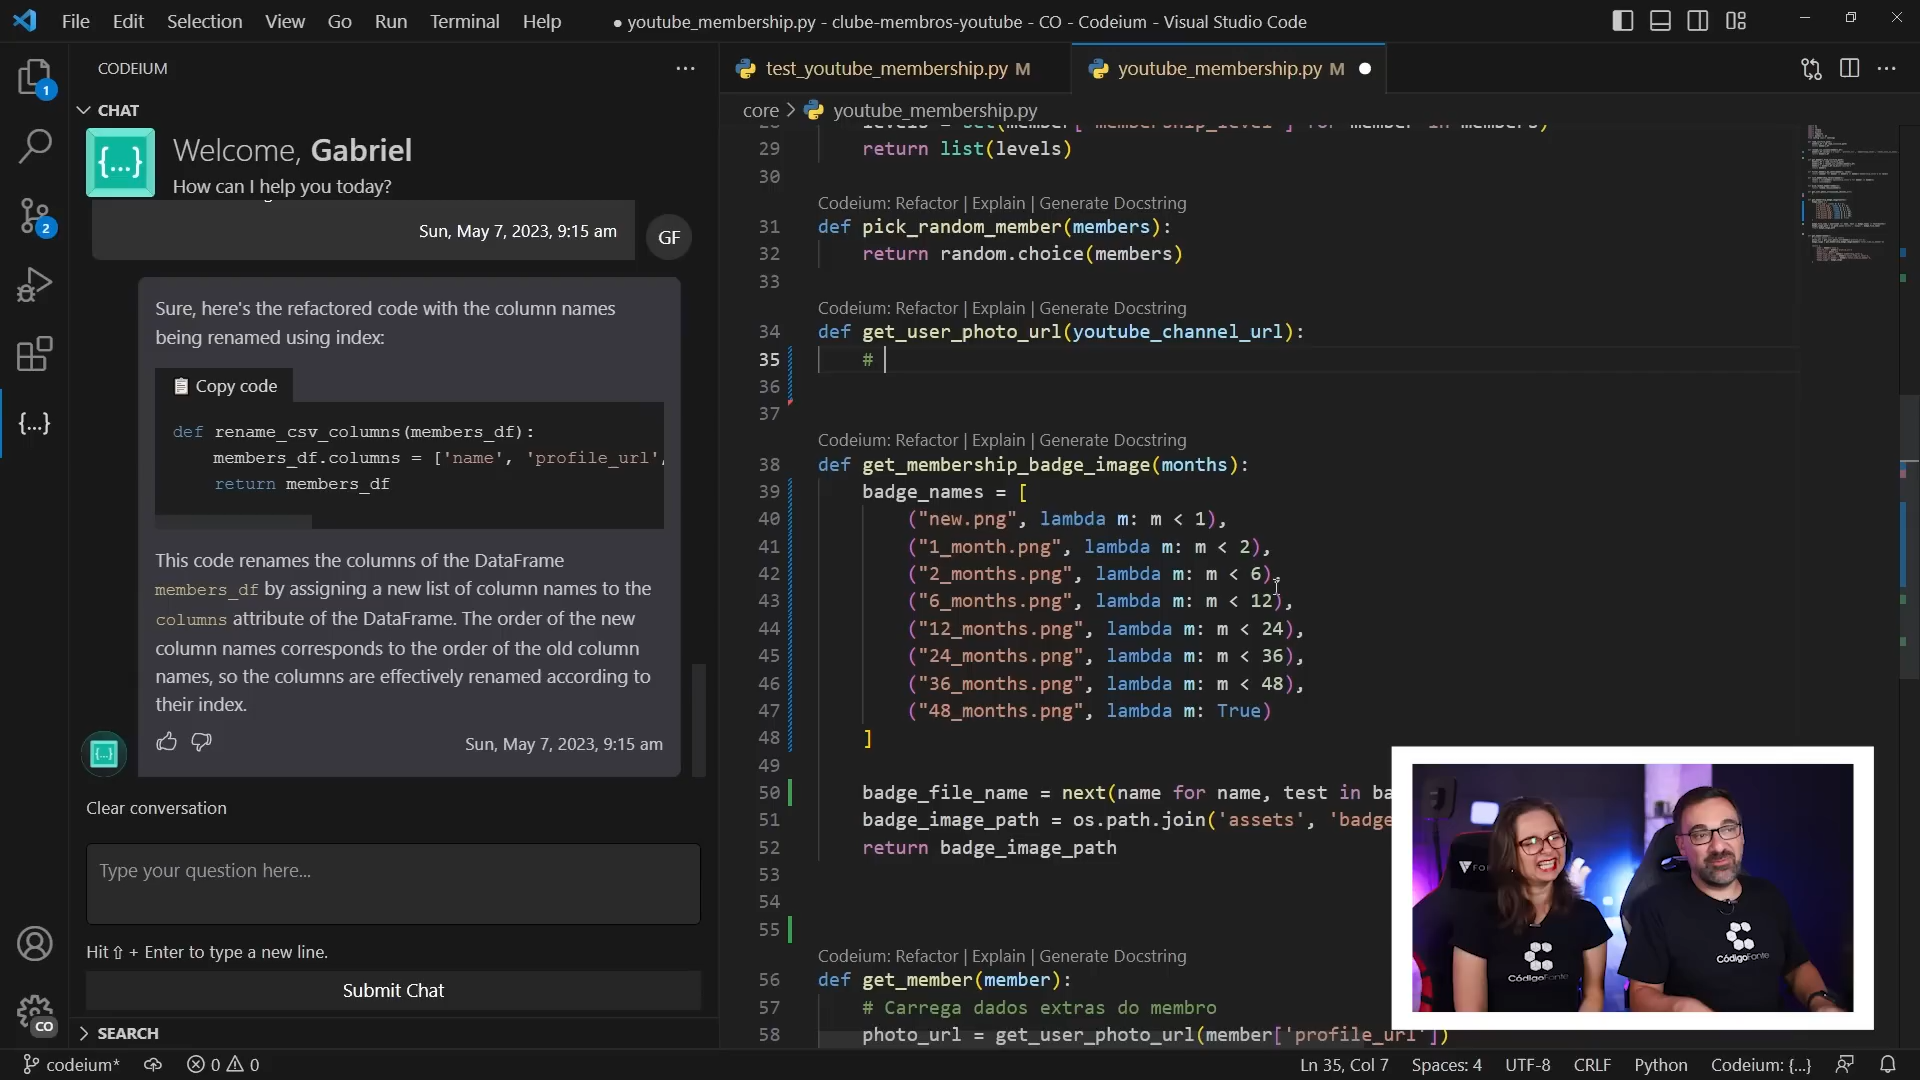 File Edit Selection View Go Run Terminal Help
● youtube_membership.py - clube-membros-youtube - CO - Codeium - Visual Studio Code
CODEIUM
CHAT
{...}
Welcome, Gabriel
How can I help you today?
Sun, May 7, 2023, 9:15 am
GF
Sure, here's the refactored code with the column names
being renamed using index:
Copy code
def rename_csv_columns(members_df):
members_df.columns = ['name', 'profile_url',
return members_df
This code renames the columns of the DataFrame
members_df by assigning a new list of column names to the
columns attribute of the DataFrame. The order of the new
column names corresponds to the order of the old column
names, so the columns are effectively renamed according to
their index.
Sun, May 7, 2023, 9:15 am
Clear conversation
Type your question here...
Hit ⇧ + Enter to type a new line.
Submit Chat
SEARCH
1
2
{...}
CO
test_youtube_membership.py M
youtube_membership.py M ●
core > youtube_membership.py
levels = set(member['membership_level'] for member in members)
29 return list(levels)
30
Codeium: Refactor | Explain | Generate Docstring
31 def pick_random_member(members):
32 return random.choice(members)
33
Codeium: Refactor | Explain | Generate Docstring
34 def get_user_photo_url(youtube_channel_url):
35 #
36
37
Codeium: Refactor | Explain | Generate Docstring
38 def get_membership_badge_image(months):
39 badge_names = [
40 ("new.png", lambda m: m < 1),
41 ("1_month.png", lambda m: m < 2),
42 ("2_months.png", lambda m: m < 6),
43 ("6_months.png", lambda m: m < 12),
44 ("12_months.png", lambda m: m < 24),
45 ("24_months.png", lambda m: m < 36),
46 ("36_months.png", lambda m: m < 48),
47 ("48_months.png", lambda m: True)
48 ]
49
50 badge_file_name = next(name for name, test in ba
51 badge_image_path = os.path.join('assets', 'badge
52 return badge_image_path
53
54
55
Codeium: Refactor | Explain | Generate Docstring
56 def get_member(member):
57 # Carrega dados extras do membro
58 photo_url = get_user_photo_url(member['profile_url'])
CódigoFonte
CódigoFonte
codeium* 0 0
Ln 35, Col 7 Spaces: 4 UTF-8 CRLF Python Codeium: {...}